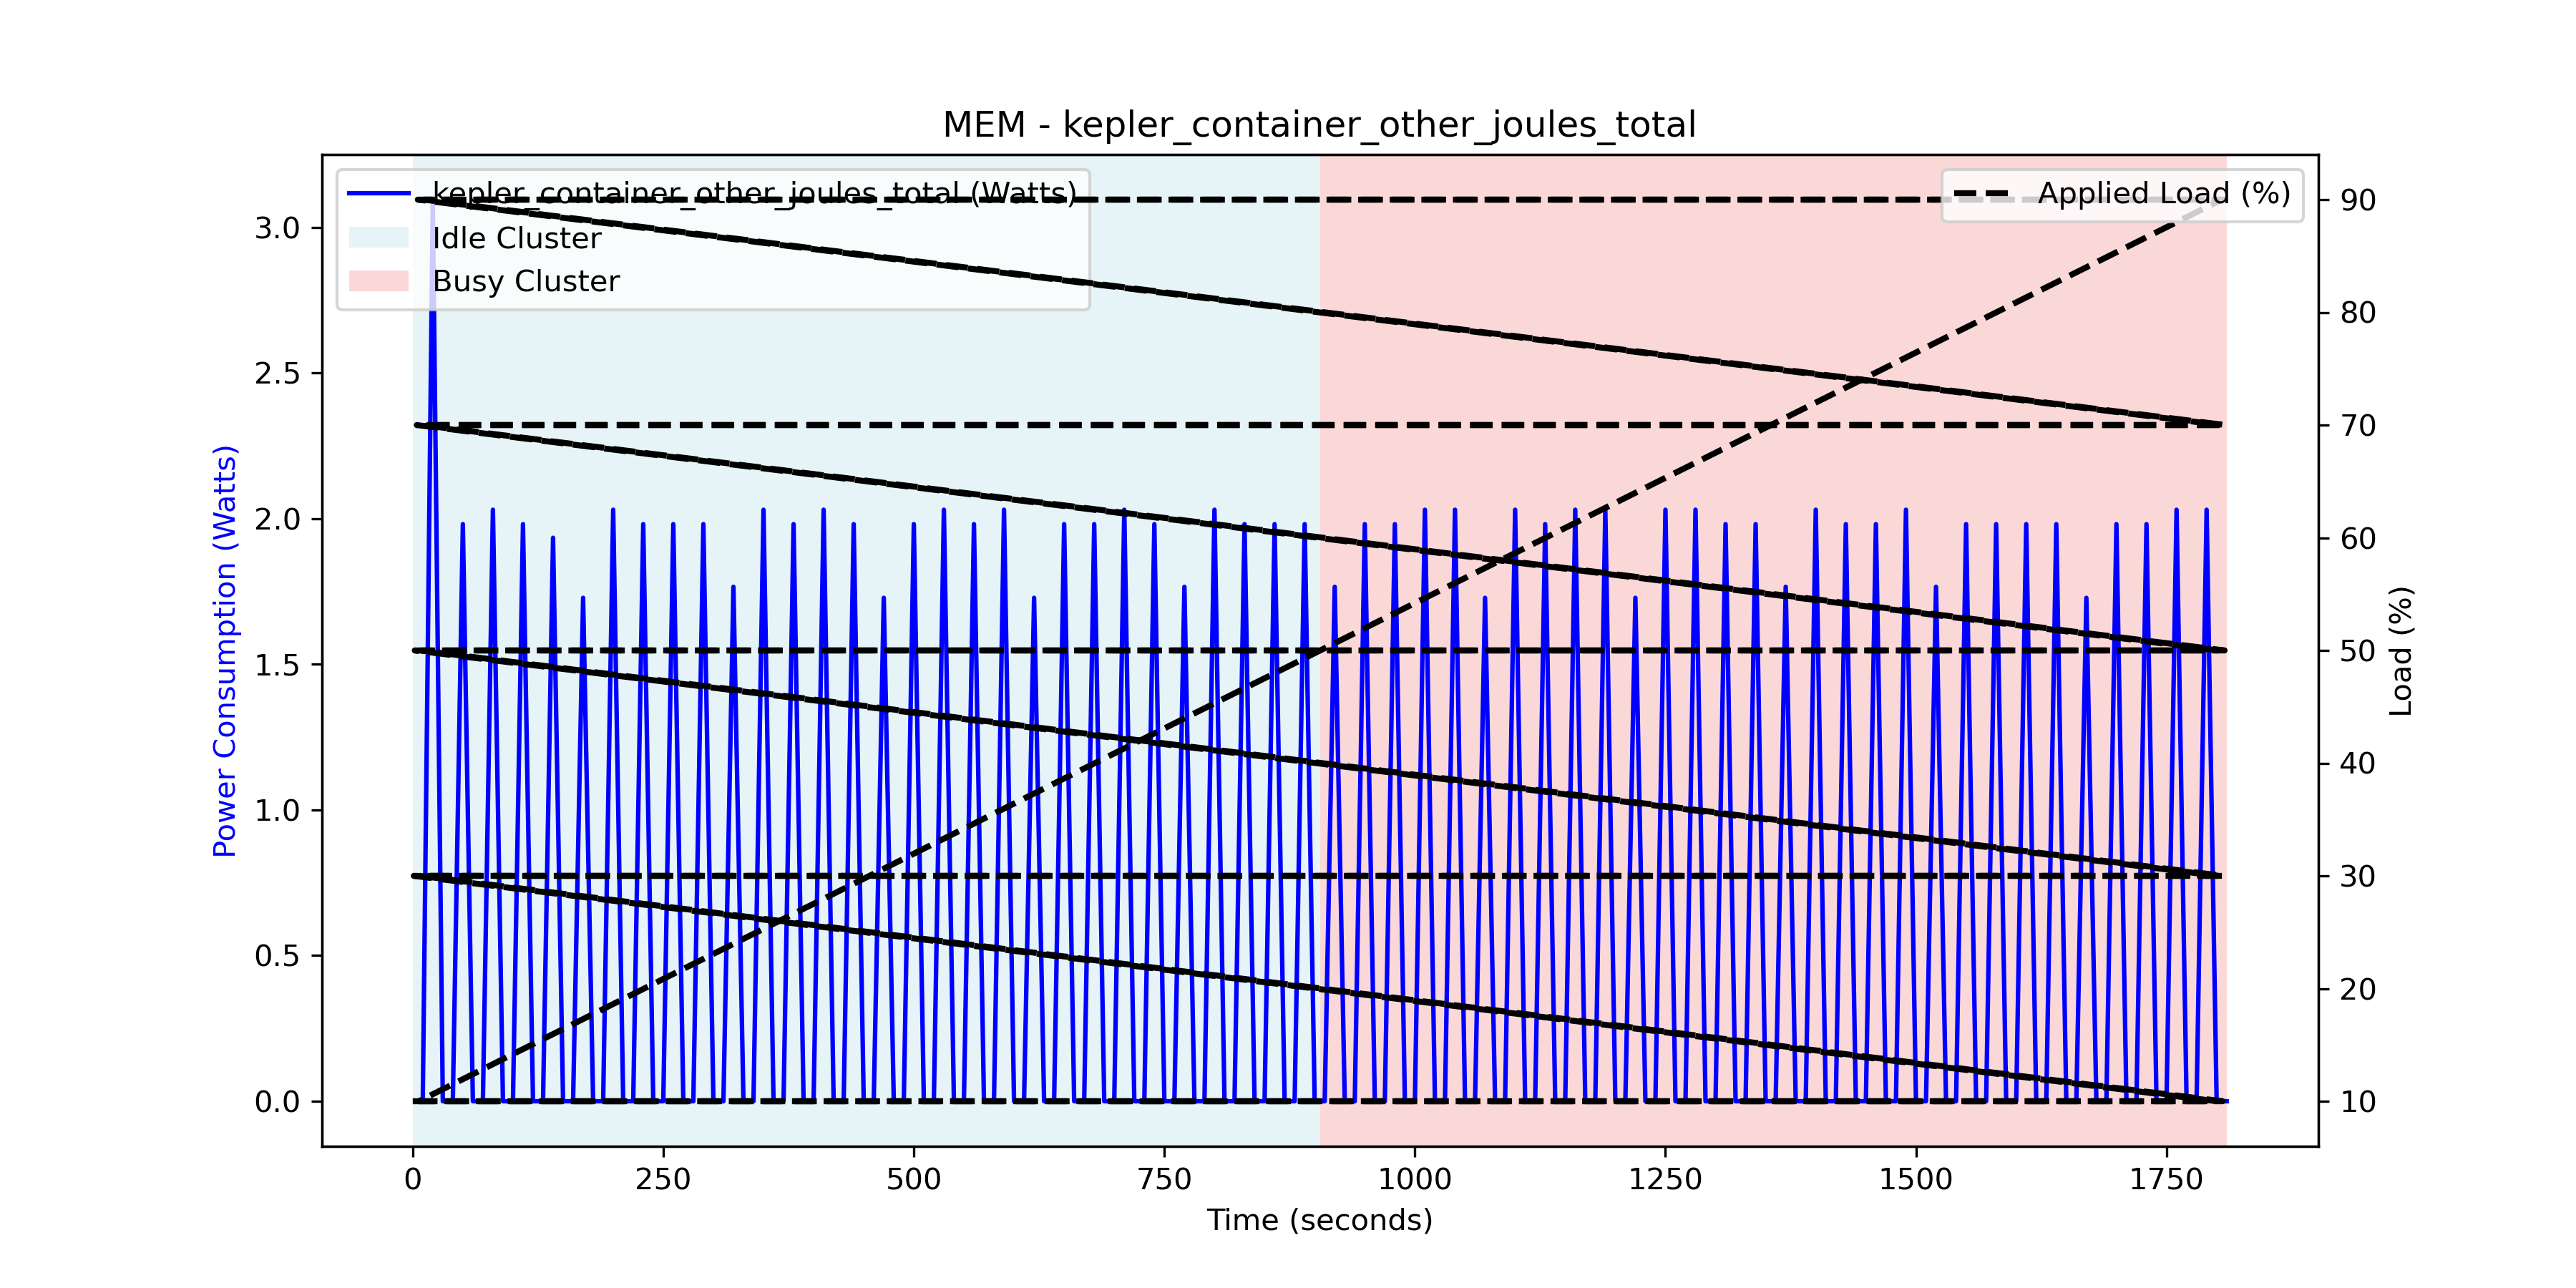 MEM - kepler_container_other_joules_total
kepler_container_other_joules_total (Watts)
Idle Cluster
Busy Cluster
Applied Load (%)
Power Consumption (Watts)
3.0
2.5
2.0
1.5
1.0
0.5
0.0
90
80
70
60
50
40
30
20
10
Load (%)
0 250 500 750 1000 1250 1500 1750
Time (seconds)